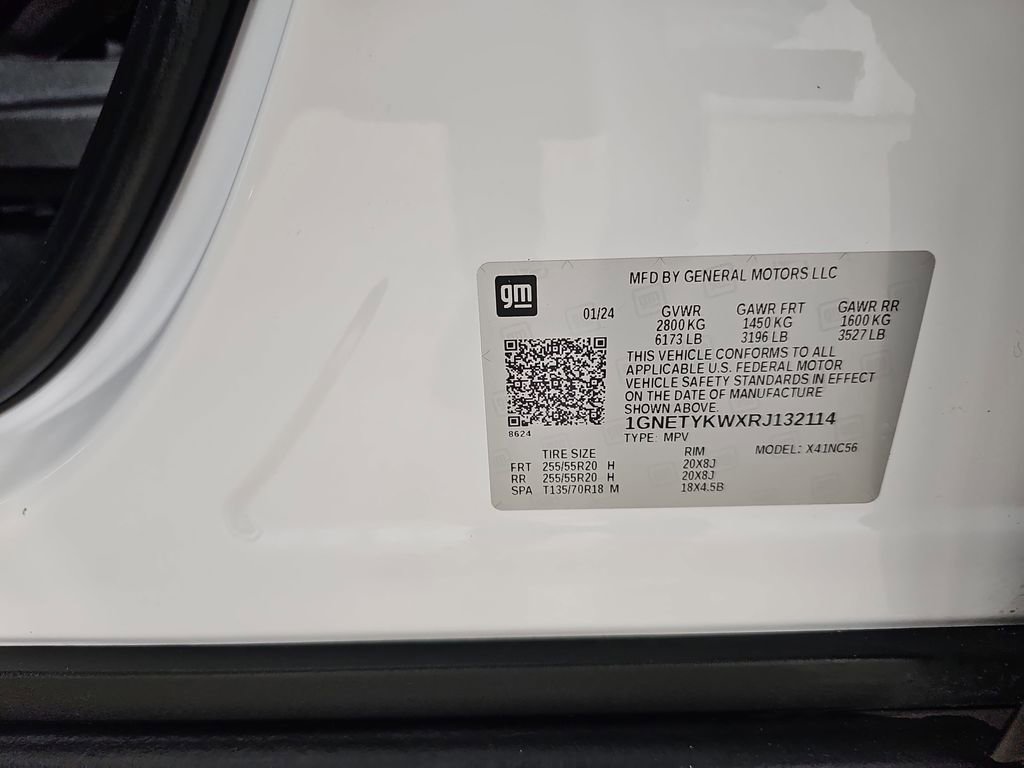 gm
MFD BY GENERAL MOTORS LLC
01/24 GVWR GAWR FRT GAWR RR
2800 KG 1450 KG 1600 KG
6173 LB 3196 LB 3527 LB
THIS VEHICLE CONFORMS TO ALL
APPLICABLE U.S. FEDERAL MOTOR
VEHICLE SAFETY STANDARDS IN EFFECT
ON THE DATE OF MANUFACTURE
SHOWN ABOVE.
8624
1GNETYKWXRJ132114
TYPE: MPV MODEL: X41NC56
TIRE SIZE RIM
FRT 255/55R20 H 20X8J
RR 255/55R20 H 20X8J
SPA T135/70R18 M 18X4.5B